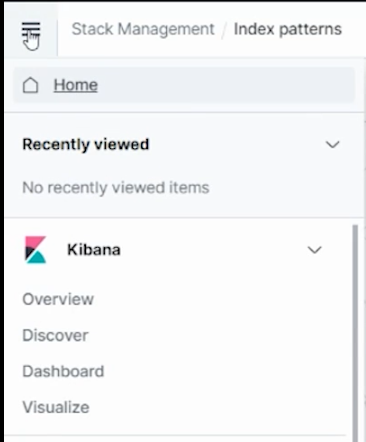 Stack Management / Index patterns
Home
Recently viewed
No recently viewed items
Kibana
Overview
Discover
Dashboard
Visualize